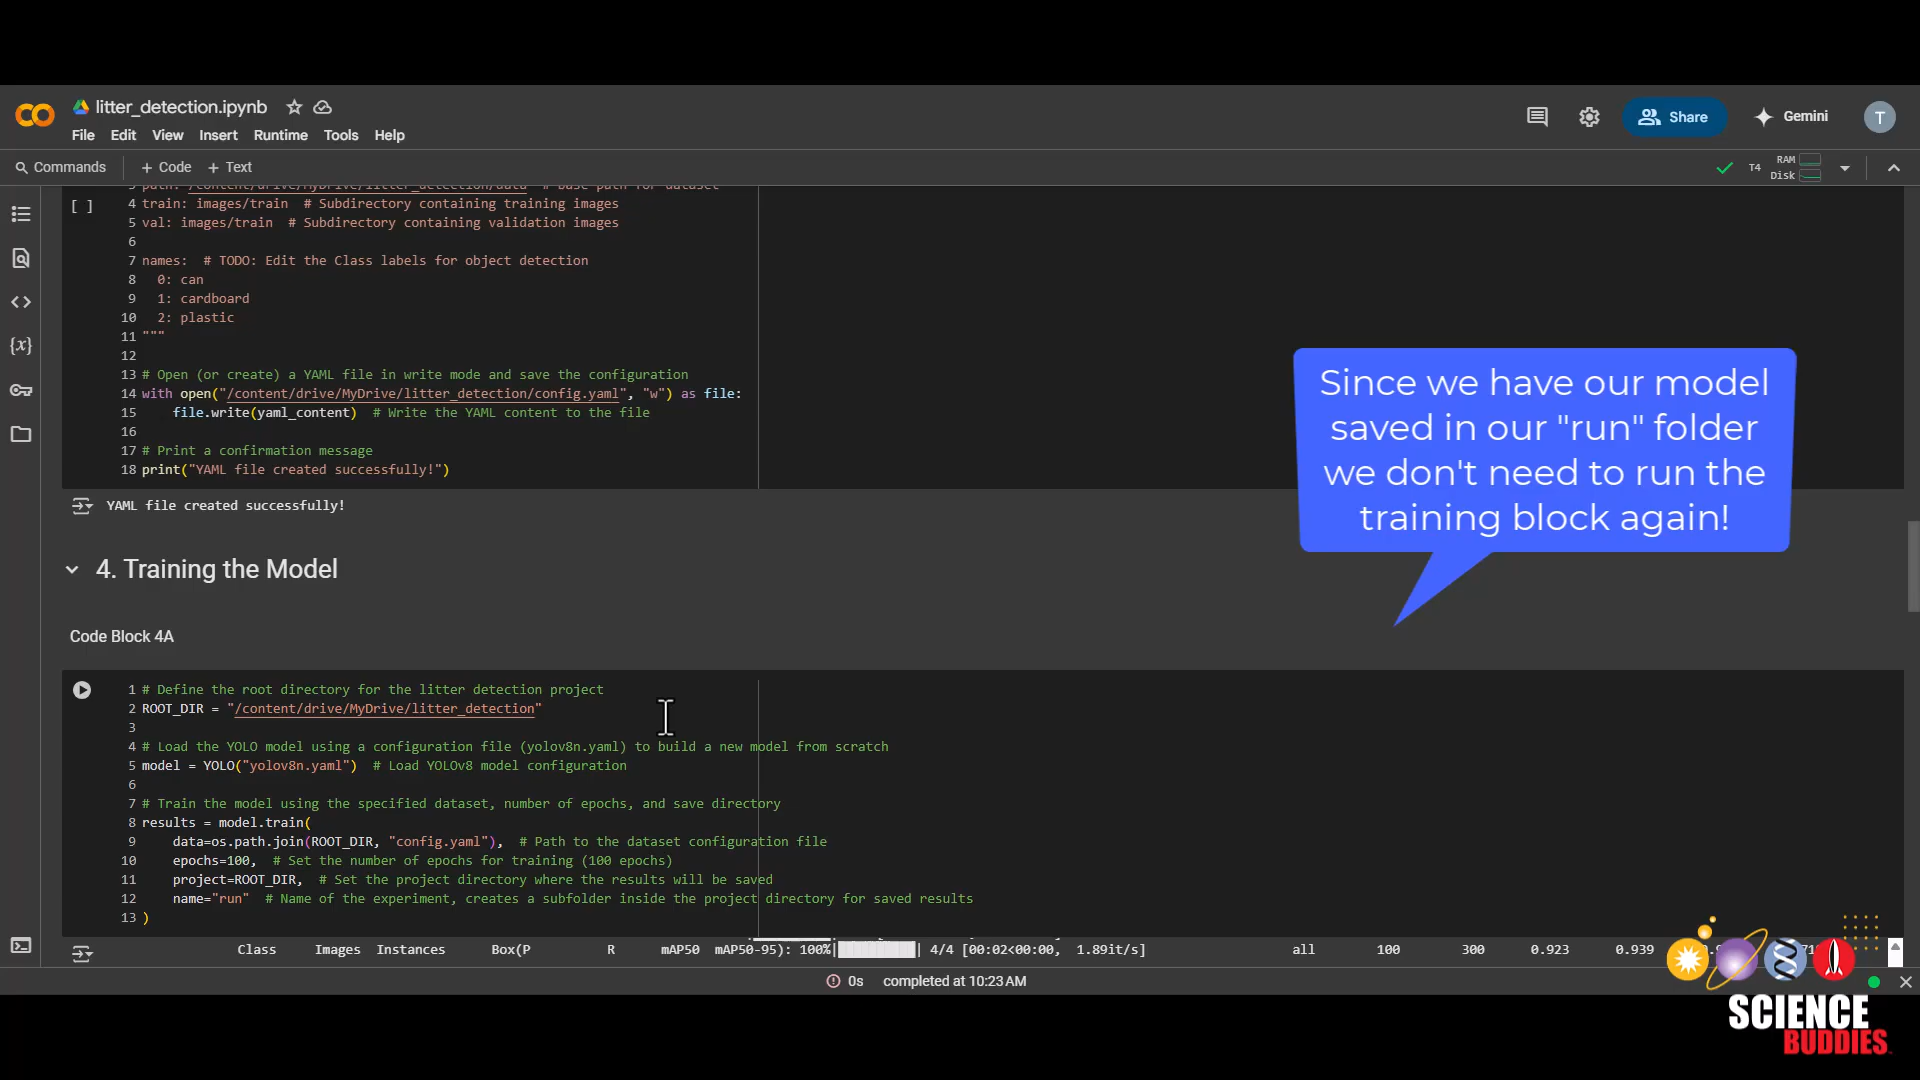 litter_detection.ipynb
File Edit View Insert Runtime Tools Help
Share
Gemini
T
Commands + Code + Text
T4
RAM
Disk
path: /content/drive/MyDrive/litter_detection/data # base path for dataset
[ ]
4 train: images/train # Subdirectory containing training images
5 val: images/train # Subdirectory containing validation images
6
7 names: # TODO: Edit the Class labels for object detection
8 0: can
9 1: cardboard
10 2: plastic
11 """
12
13 # Open (or create) a YAML file in write mode and save the configuration
14 with open("/content/drive/MyDrive/litter_detection/config.yaml", "w") as file:
15 file.write(yaml_content) # Write the YAML content to the file
16
17 # Print a confirmation message
18 print("YAML file created successfully!")
YAML file created successfully!
Since we have our model
saved in our "run" folder
we don't need to run the
training block again!
4. Training the Model
Code Block 4A
1 # Define the root directory for the litter detection project
2 ROOT_DIR = "/content/drive/MyDrive/litter_detection"
3
4 # Load the YOLO model using a configuration file (yolov8n.yaml) to build a new model from scratch
5 model = YOLO("yolov8n.yaml") # Load YOLOv8 model configuration
6
7 # Train the model using the specified dataset, number of epochs, and save directory
8 results = model.train(
9 data=os.path.join(ROOT_DIR, "config.yaml"), # Path to the dataset configuration file
10 epochs=100, # Set the number of epochs for training (100 epochs)
11 project=ROOT_DIR, # Set the project directory where the results will be saved
12 name="run" # Name of the experiment, creates a subfolder inside the project directory for saved results
13 )
Class Images Instances Box(P R mAP50 mAP50-95): 100%|██████████| 4/4 [00:02<00:00, 1.89it/s] all 100 300 0.923 0.939
0s completed at 10:23AM
SCIENCE
BUDDIES